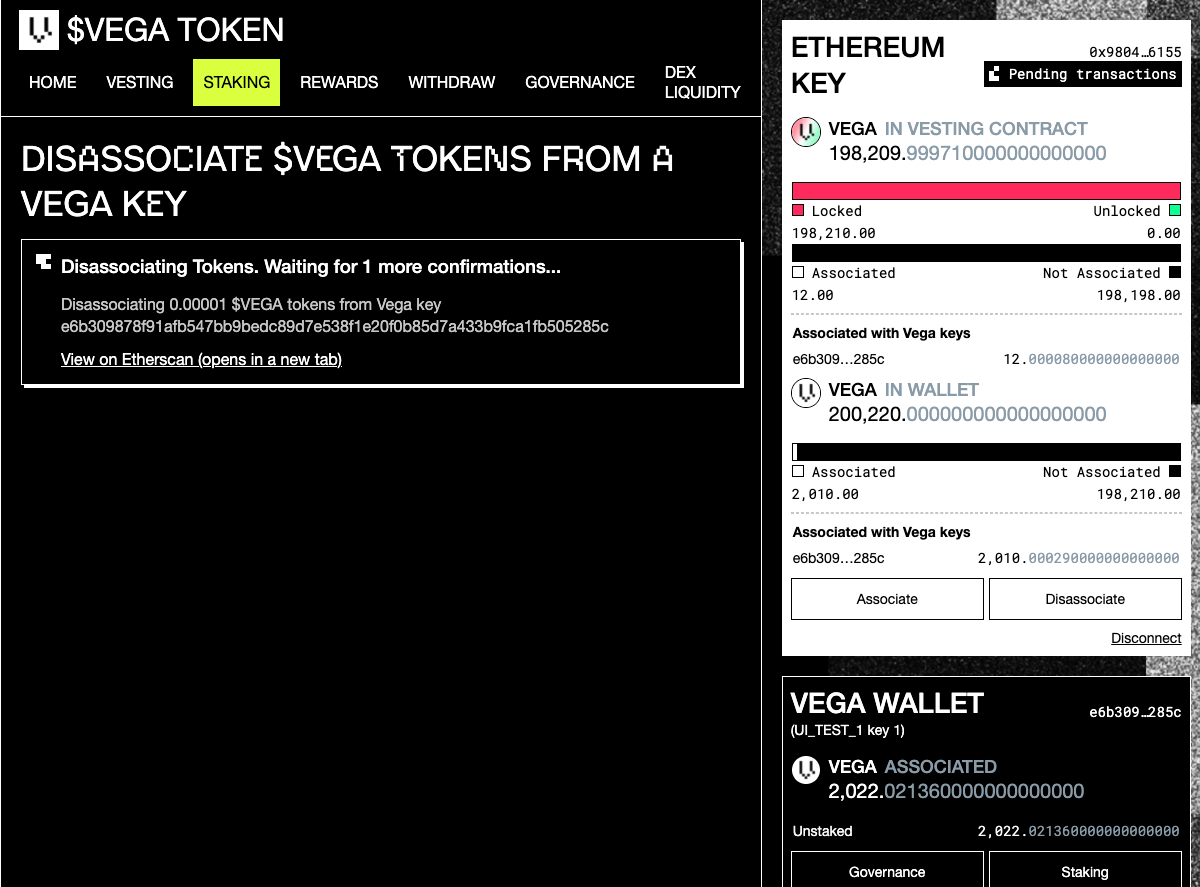 $VEGA TOKEN
HOME VESTING STAKING REWARDS WITHDRAW GOVERNANCE DEX LIQUIDITY
DISASSOCIATE $VEGA TOKENS FROM A
VEGA KEY
Disassociating Tokens. Waiting for 1 more confirmations...
Disassociating 0.00001 $VEGA tokens from Vega key
e6b309878f91afb547bb9bedc89d7e538f1e20f0b85d7a433b9fca1fb505285c
View on Etherscan (opens in a new tab)
ETHEREUM
KEY
0x9804…6155
Pending transactions
VEGA IN VESTING CONTRACT
198,209.999710000000000000
Locked Unlocked
198,210.00 0.00
Associated Not Associated
12.00 198,198.00
Associated with Vega keys
e6b309…285c 12.000080000000000000
VEGA IN WALLET
200,220.000000000000000000
Associated Not Associated
2,010.00 198,210.00
Associated with Vega keys
e6b309…285c 2,010.000290000000000000
Associate Disassociate
Disconnect
VEGA WALLET e6b309…285c
(UI_TEST_1 key 1)
VEGA ASSOCIATED
2,022.021360000000000000
Unstaked 2,022.021360000000000000
Governance Staking